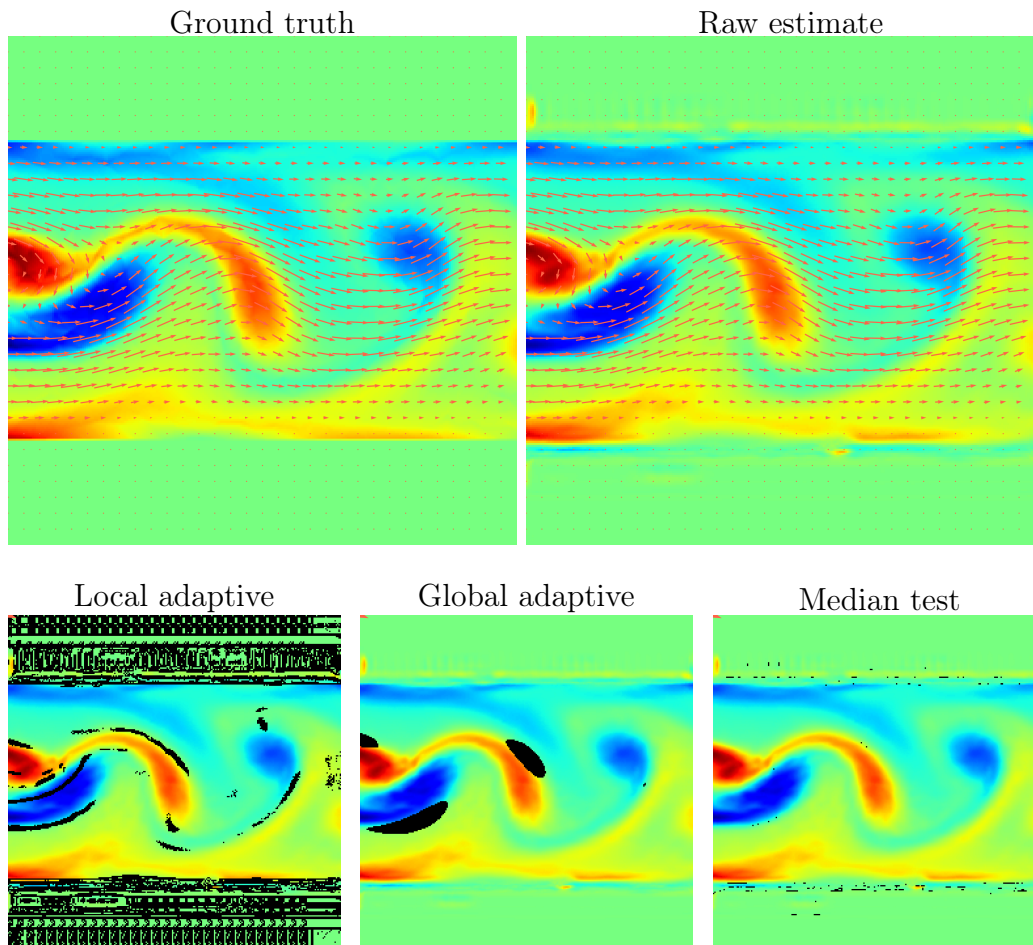 Ground truth
Raw estimate
Local adaptive
Global adaptive
Median test